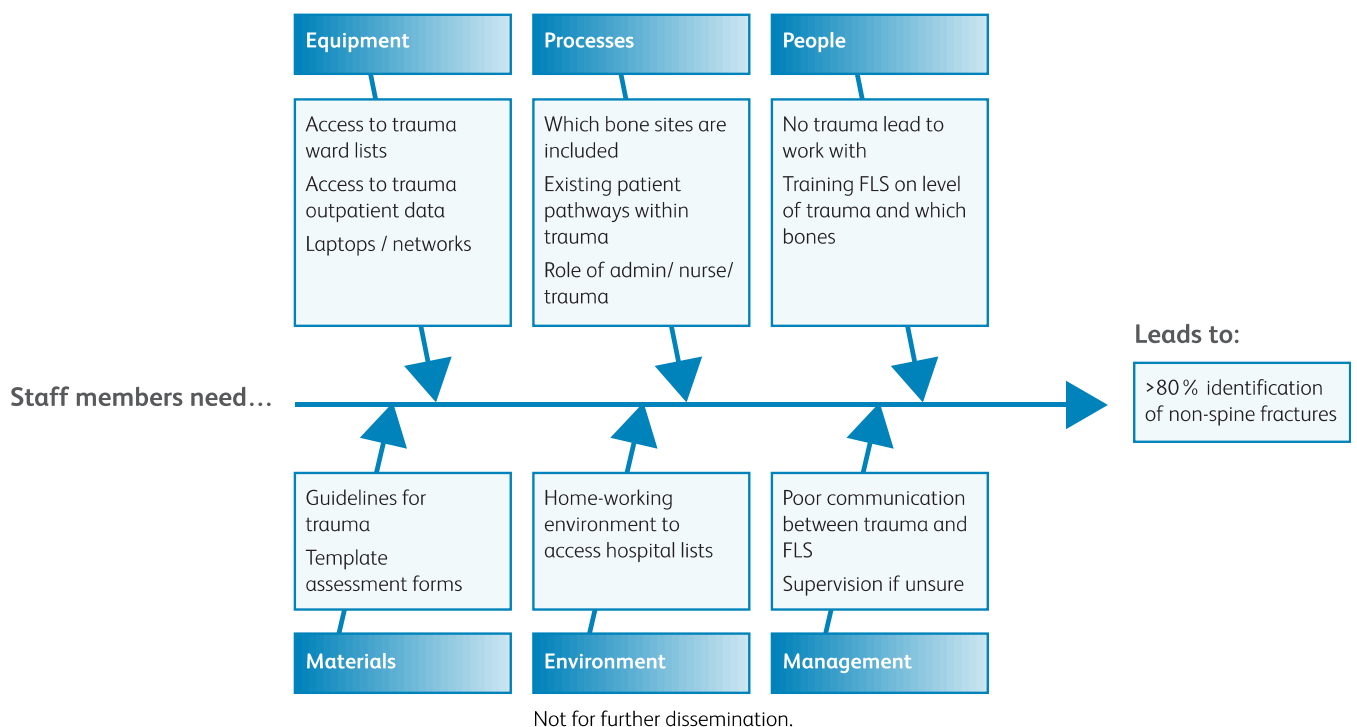 Equipment
Processes
People
Access to trauma
ward lists
Access to trauma
outpatient data
Laptops / networks
Which bone sites are
included
Existing patient
pathways within
trauma
Role of admin/ nurse/
trauma
No trauma lead to
work with
Training FLS on level
of trauma and which
bones
Staff members need…
Leads to:
>80 % identification
of non-spine fractures
Guidelines for
trauma
Template
assessment forms
Home-working
environment to
access hospital lists
Poor communication
between trauma and
FLS
Supervision if unsure
Materials
Environment
Management
Not for further dissemination.